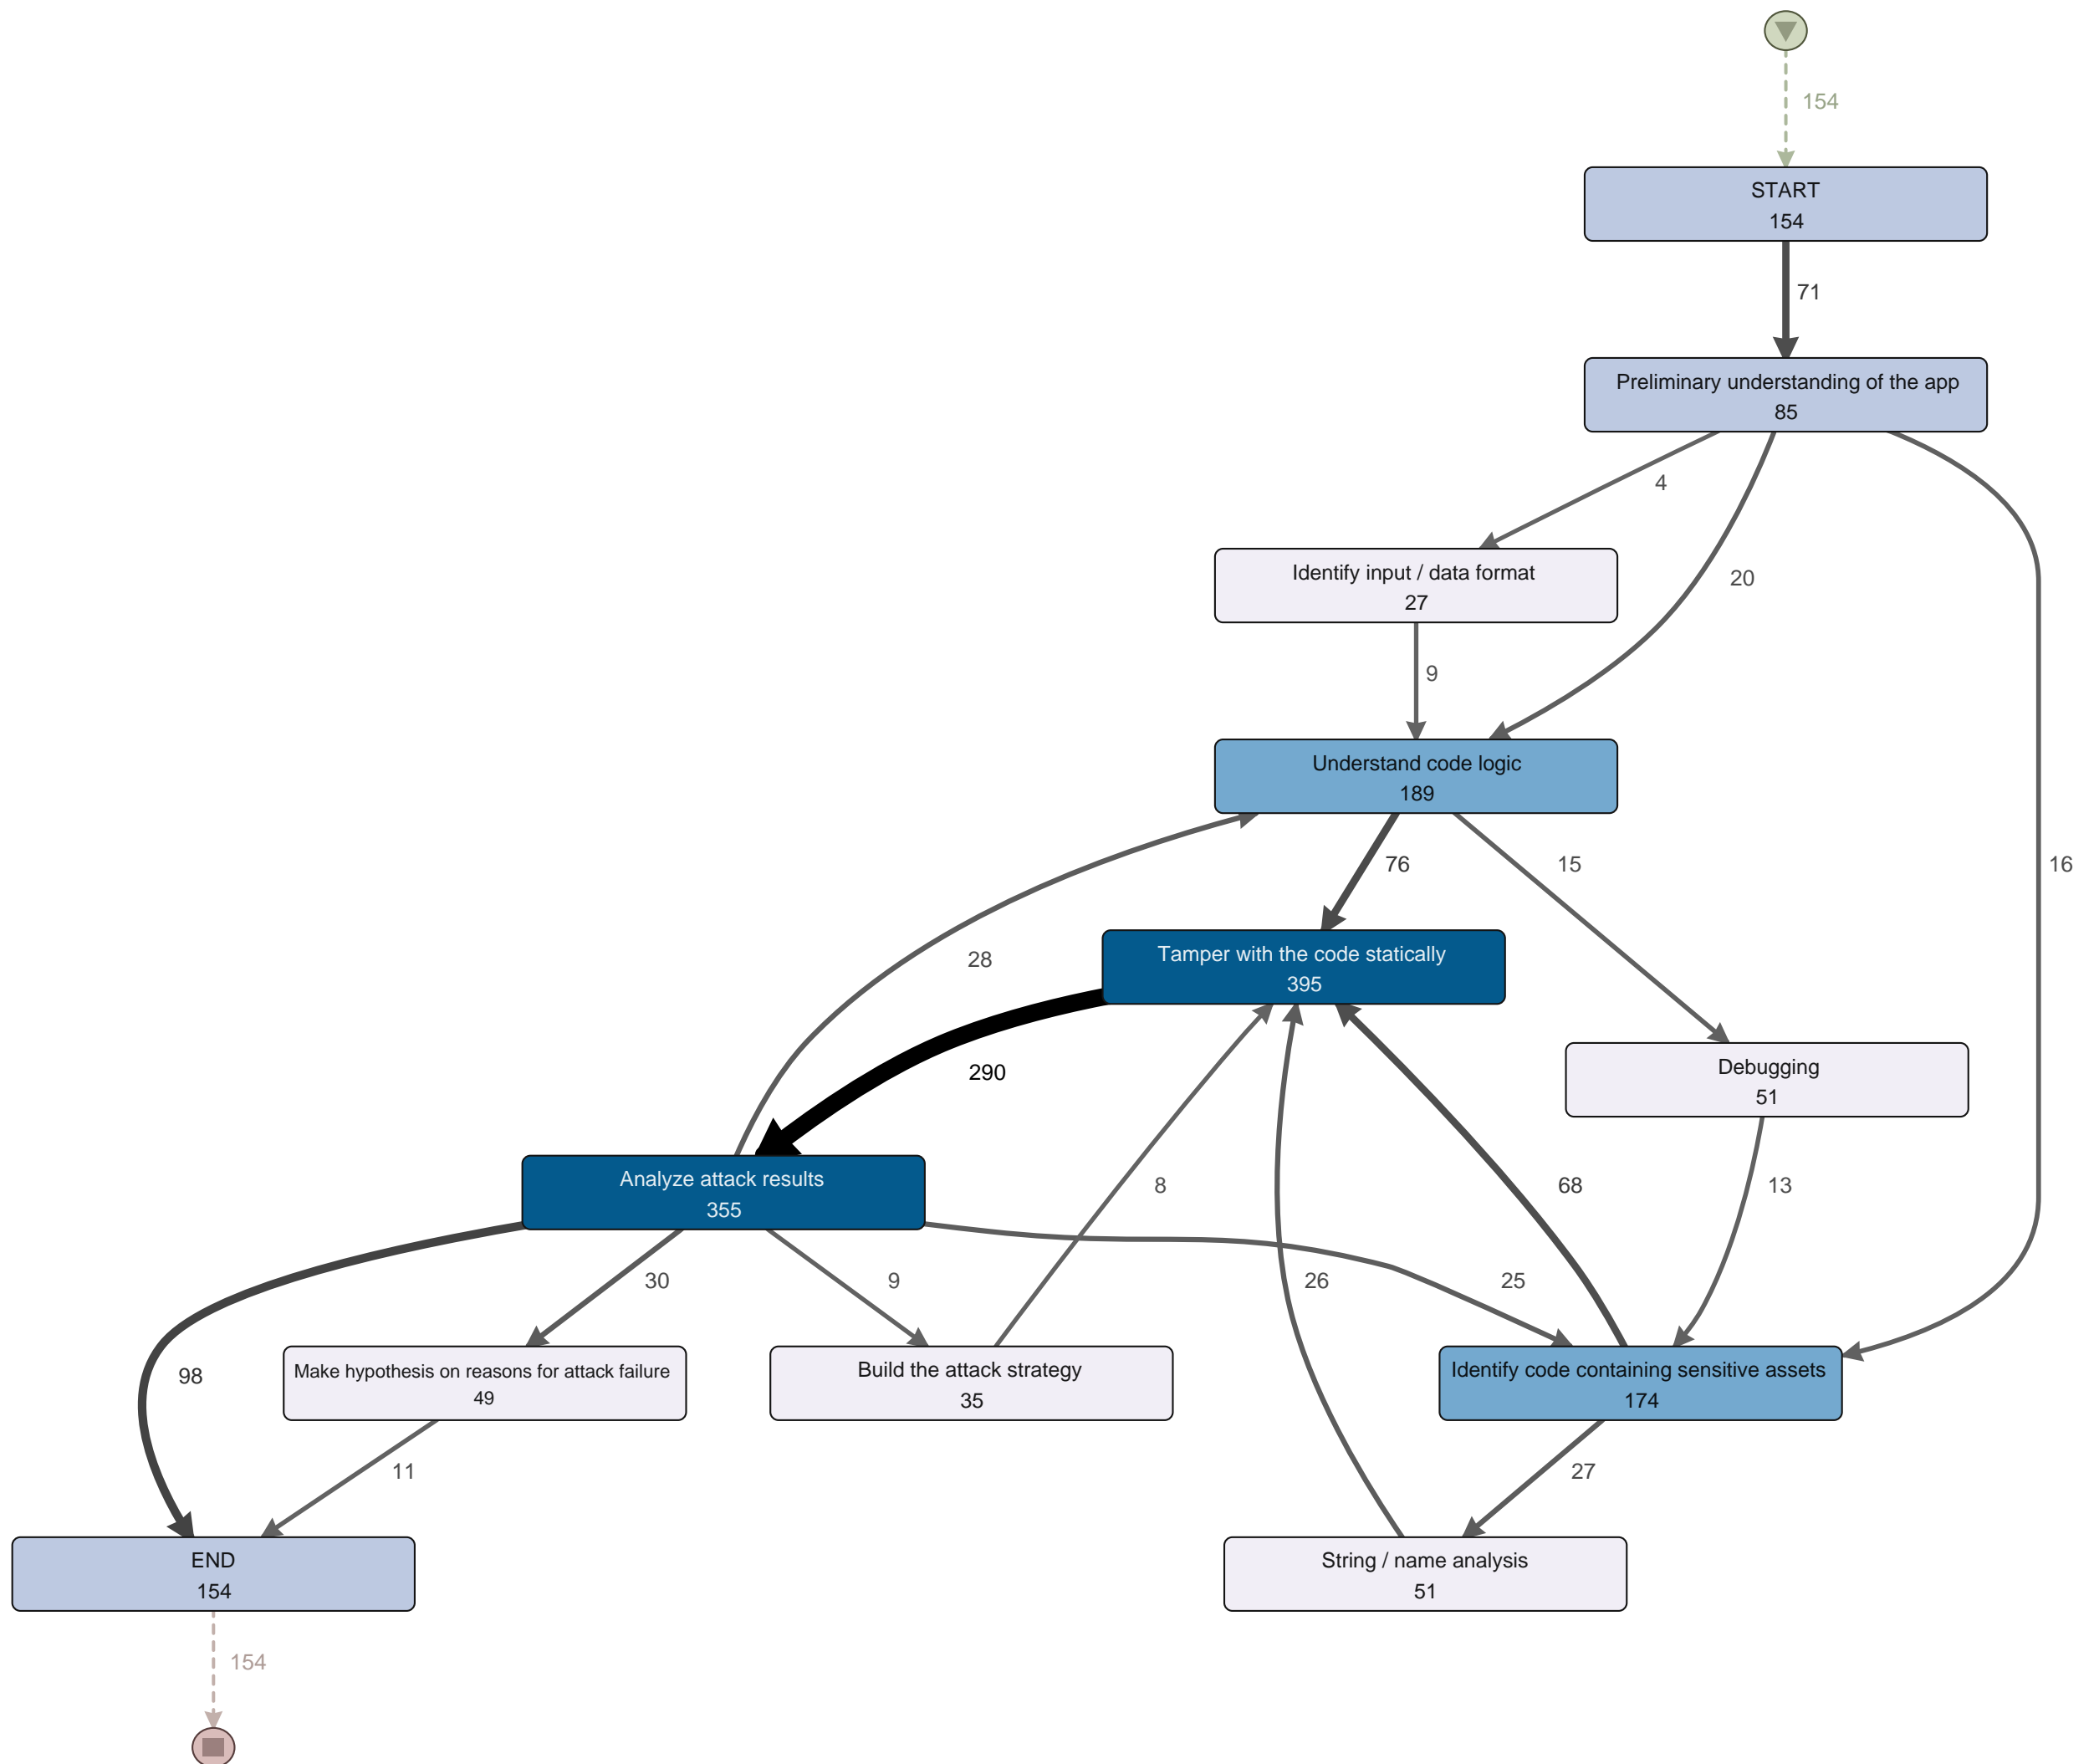 154
START
154
71
Preliminary understanding of the app
85
4
20
16
Identify input / data format
27
9
Understand code logic
189
76
15
28
Tamper with the code statically
395
290
Debugging
51
8
68
13
Analyze attack results
355
98
30
9
26
25
Make hypothesis on reasons for attack failure
49
Build the attack strategy
35
Identify code containing sensitive assets
174
11
27
END
154
String / name analysis
51
154